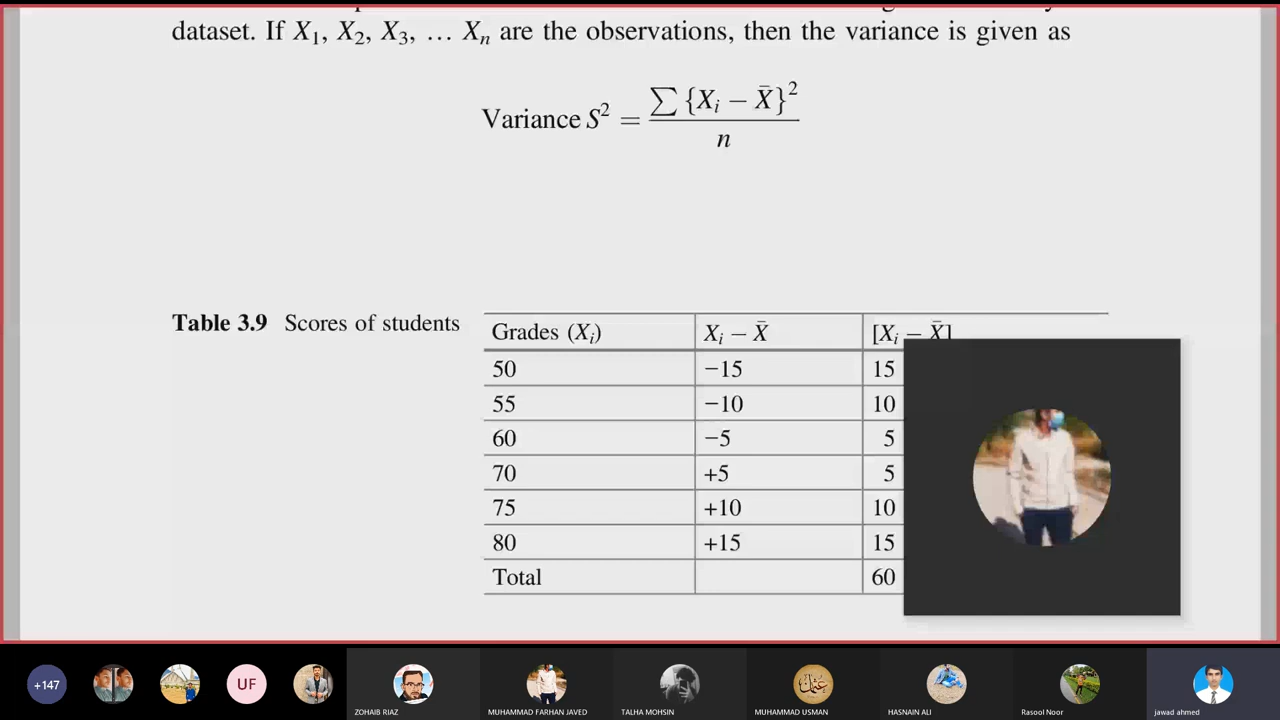 dataset. If X₁, X₂, X₃, … Xₙ are the observations, then the variance is given as
Variance S² = ∑ {Xᵢ − X̄}² / n
Table 3.9 Scores of students
Grades (Xᵢ) Xᵢ − X̄ [Xᵢ − X̄]
50 −15 15
55 −10 10
60 −5 5
70 +5 5
75 +10 10
80 +15 15
Total 60
+147 UF
ZOHAIB RIAZ MUHAMMAD FARHAN JAVED TALHA MOHSIN MUHAMMAD USMAN HASNAIN ALI Rasool Noor jawad ahmed